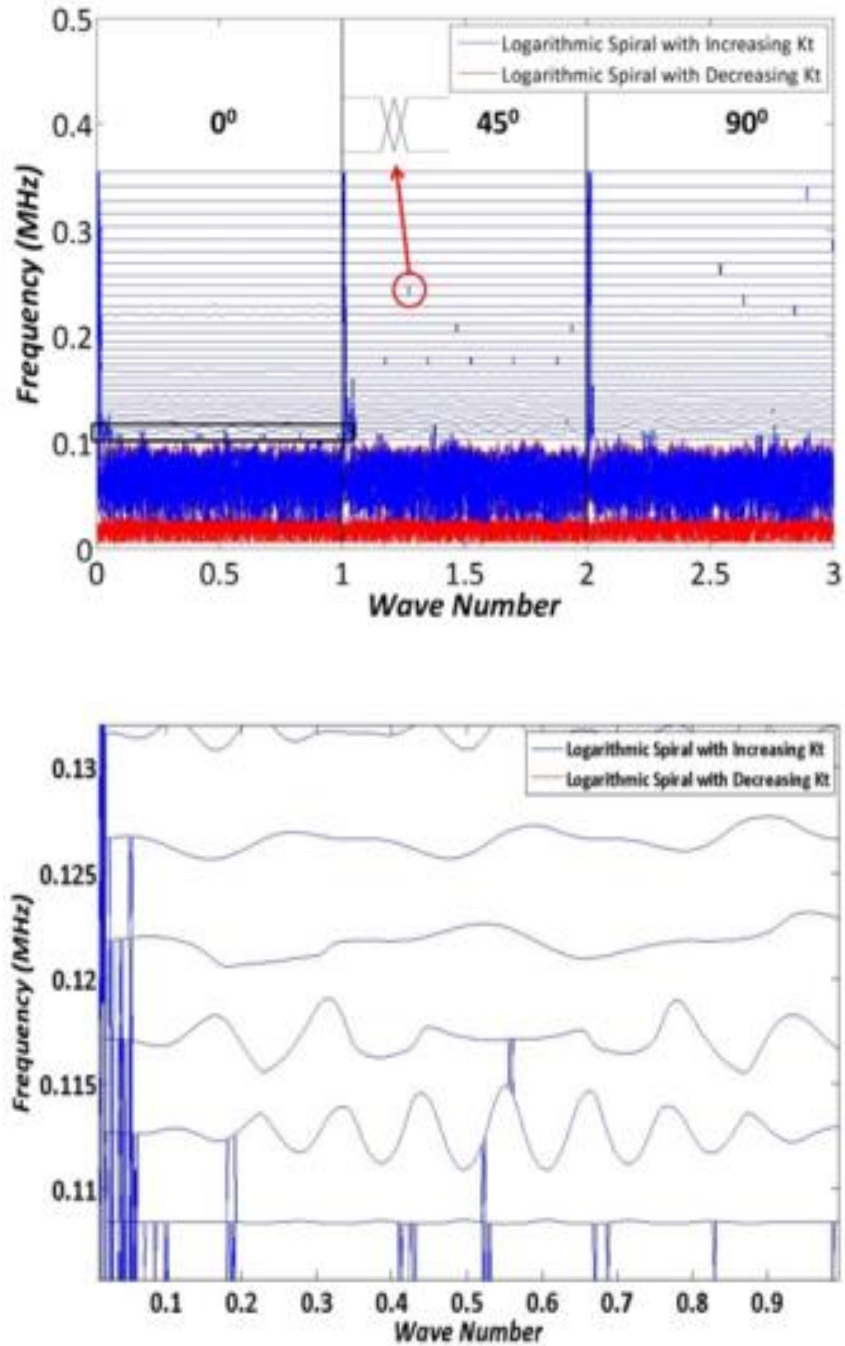 0.5
Logarithmic Spiral with Increasing Kt
Logarithmic Spiral with Decreasing Kt
0.4
0⁰ 45⁰ 90⁰
0.3
0.2
0.1
0
0 0.5 1 1.5 2 2.5 3
Frequency (MHz)
Wave Number
Logarithmic Spiral with Increasing Kt
Logarithmic Spiral with Decreasing Kt
0.13
0.125
0.12
0.115
0.11
Frequency (MHz)
0.1 0.2 0.3 0.4 0.5 0.6 0.7 0.8 0.9
Wave Number